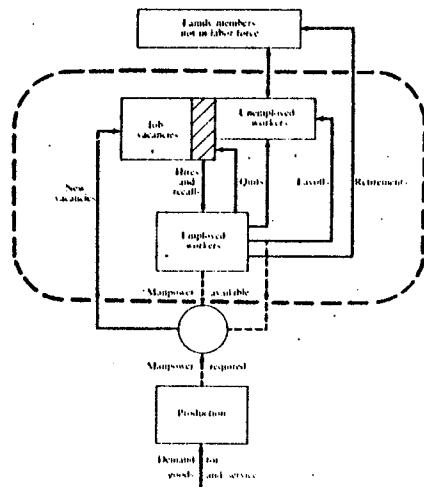 Family members
not in labor force
Job
vacancies
Unemployed
workers
New
vacancies
Hires
and
recalls
Quits
Layoffs
Retirements
Employed
workers
Manpower available
Manpower required
Production
Demand for
goods and service